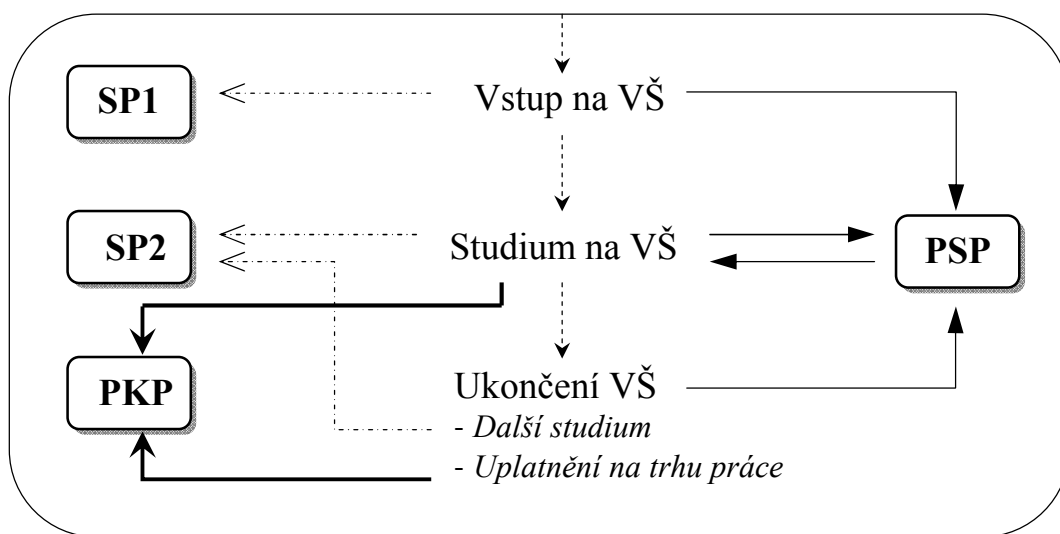 SP1
Vstup na VŠ
SP2
Studium na VŠ
PSP
PKP
Ukončení VŠ
- Další studium
- Uplatnění na trhu práce